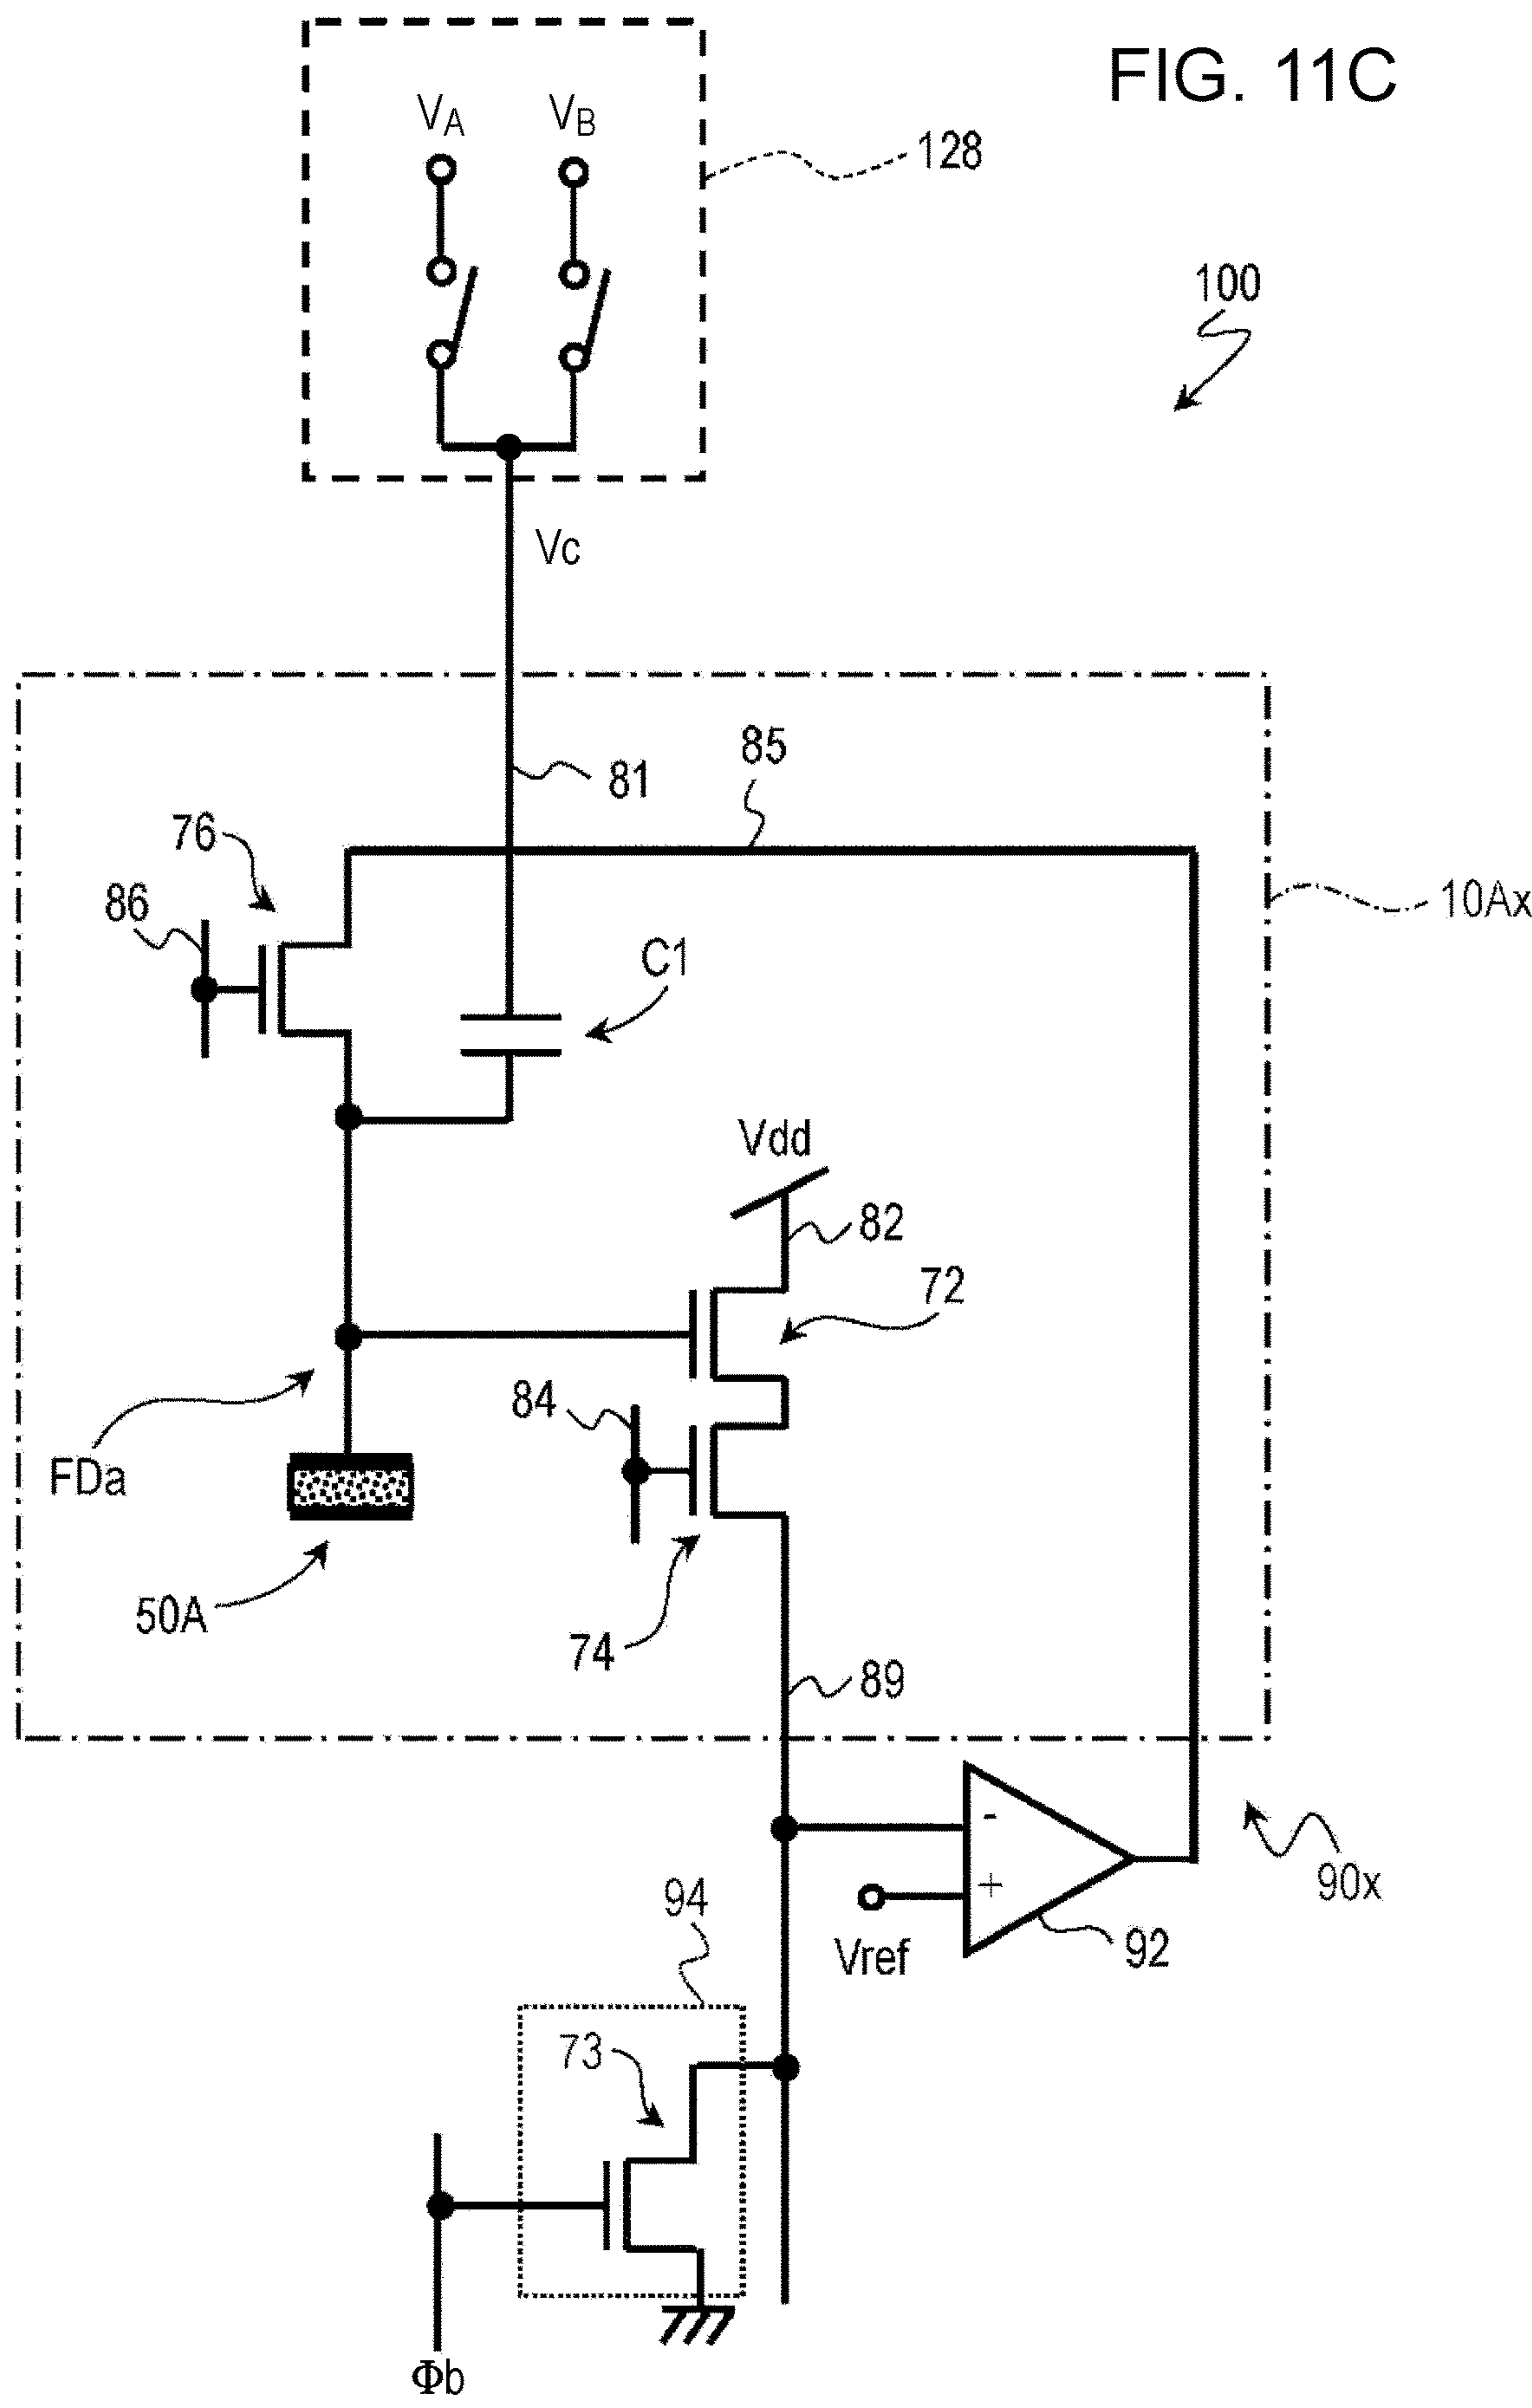 FIG. 11C
VA
VB
128
100
Vc
85
81
76
86
10Ax
C1
Vdd
82
72
84
FDa
50A
74
89
-
+
90x
94
Vref
92
73
Φb